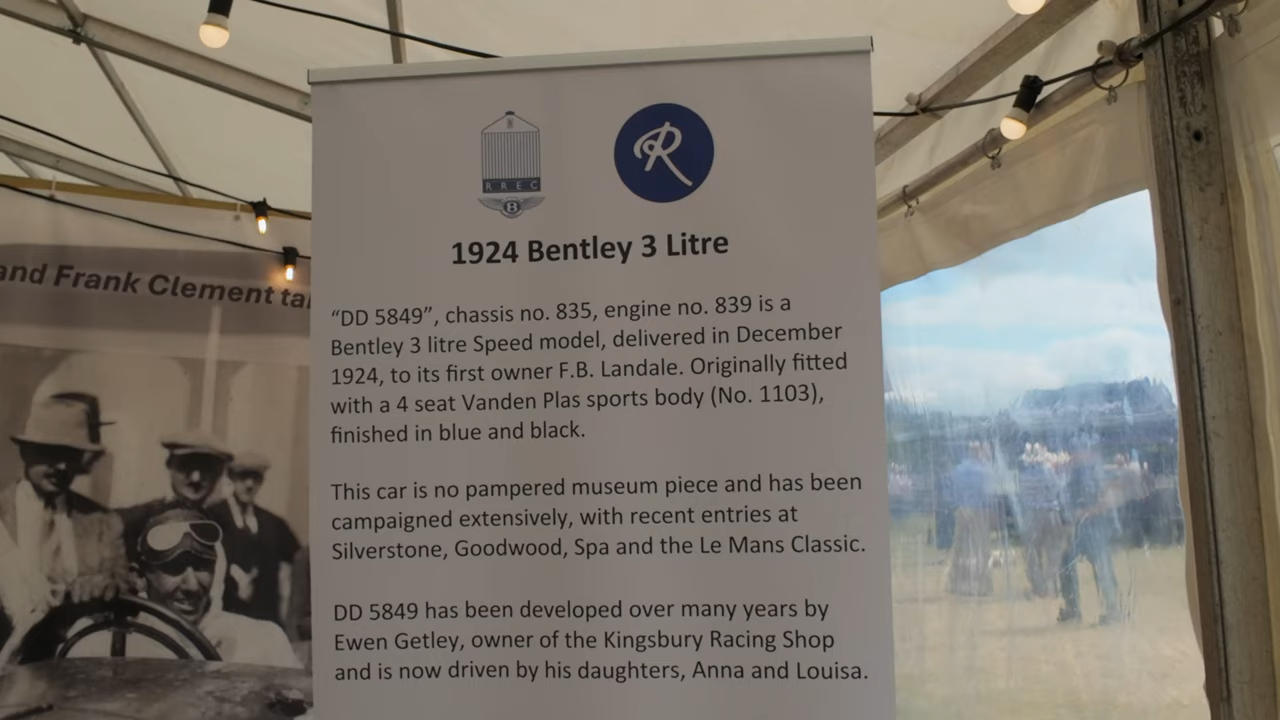 RREC
B
R
1924 Bentley 3 Litre
and Frank Clement
"DD 5849", chassis no. 835, engine no. 839 is a
Bentley 3 litre Speed model, delivered in December
1924, to its first owner F.B. Landale. Originally fitted
with a 4 seat Vanden Plas sports body (No. 1103),
finished in blue and black.
This car is no pampered museum piece and has been
campaigned extensively, with recent entries at
Silverstone, Goodwood, Spa and the Le Mans Classic.
DD 5849 has been developed over many years by
Ewen Getley, owner of the Kingsbury Racing Shop
and is now driven by his daughters, Anna and Louisa.